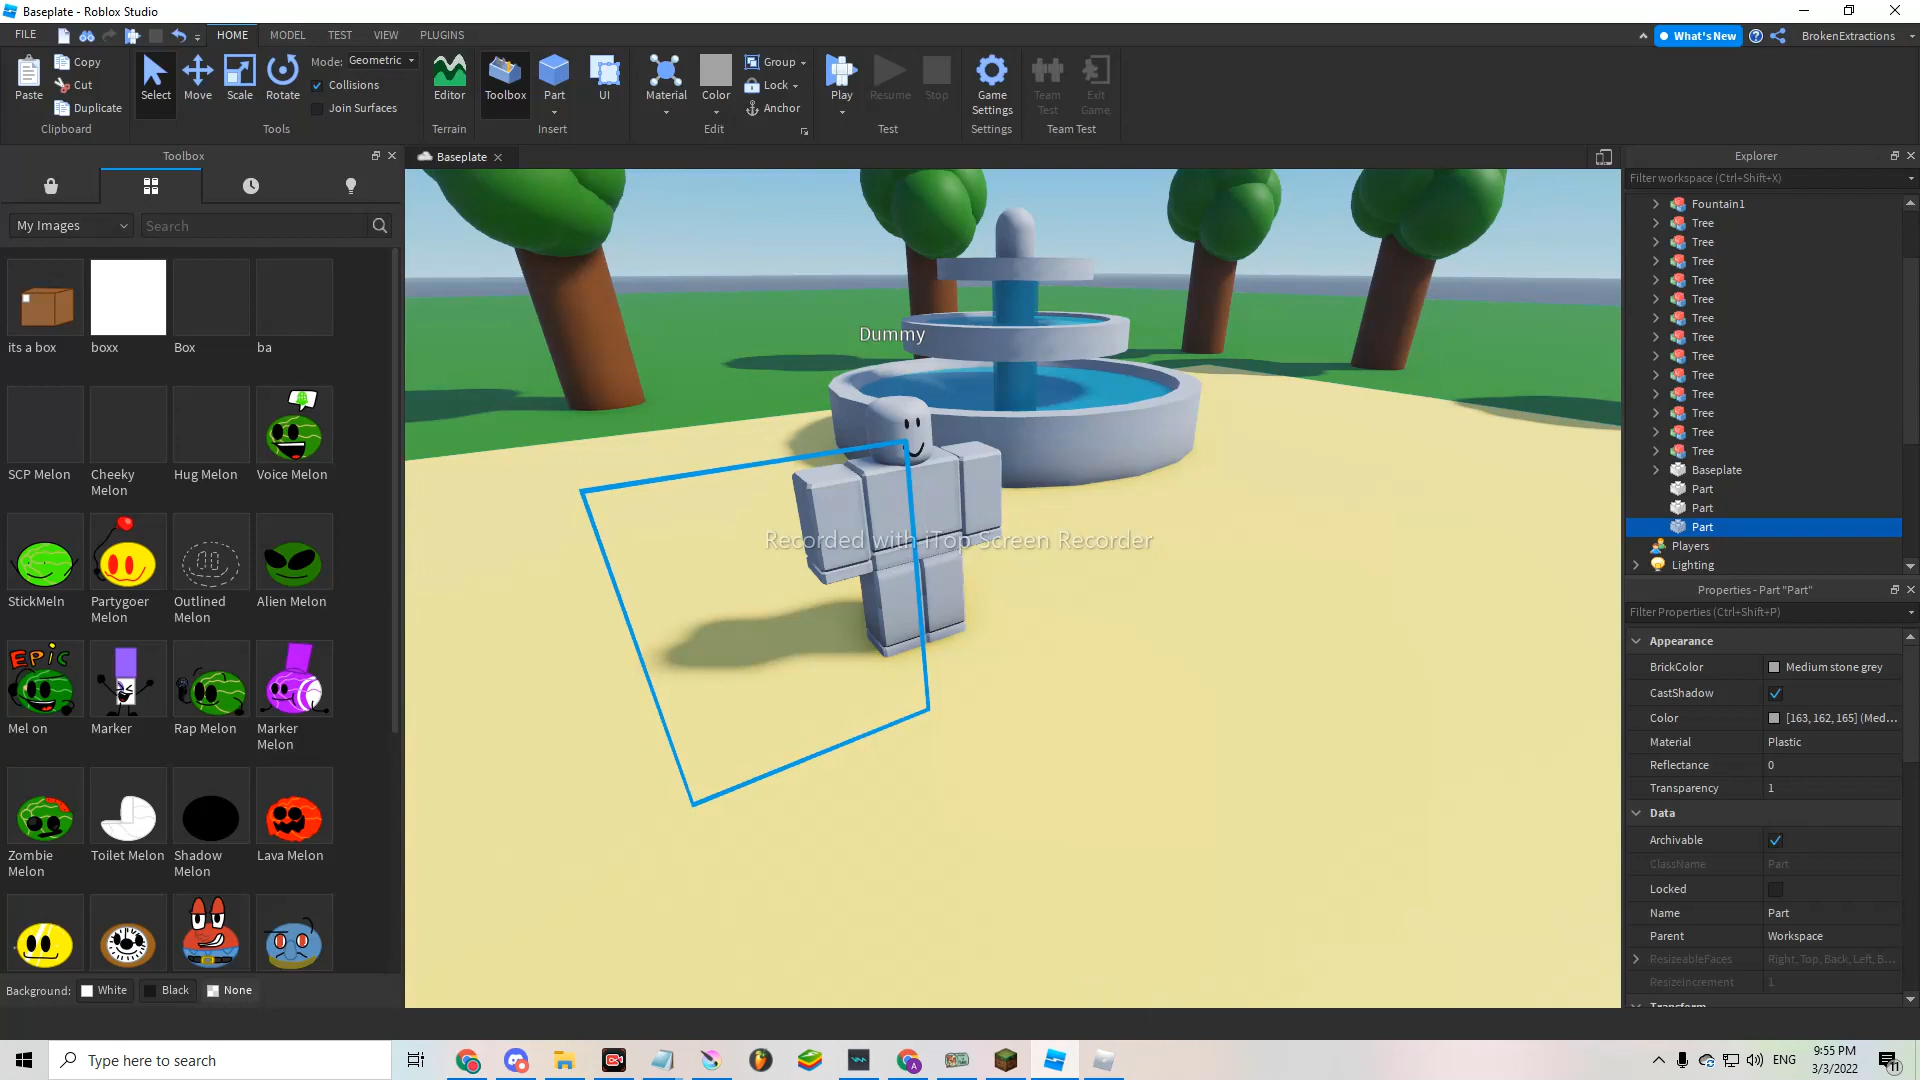 Baseplate - Roblox Studio
FILE HOME MODEL TEST VIEW PLUGINS
What's New BrokenExtractions
Paste Copy Cut Duplicate Clipboard
Select Move Scale Rotate Mode: Geometric Collisions Join Surfaces Tools
Editor Terrain
Toolbox Part UI Insert
Material Color Group Lock Anchor Edit
Play Resume Stop Test
Game Settings Settings
Team Test Exit Game Team Test
Toolbox
My Images Search
its a box boxx Box ba
SCP Melon Cheeky Melon Hug Melon Voice Melon
StickMeln Partygoer Melon Outlined Melon Alien Melon
EPIC
Mel on Marker Rap Melon Marker Melon
Zombie Melon Toilet Melon Shadow Melon Lava Melon
Background: White Black None
Baseplate
Dummy
Recorded with iTop Screen Recorder
Explorer
Filter workspace (Ctrl+Shift+X)
Fountain1
Tree
Tree
Tree
Tree
Tree
Tree
Tree
Tree
Tree
Tree
Tree
Tree
Tree
Baseplate
Part
Part
Part
Players
Lighting
Properties - Part "Part"
Filter Properties (Ctrl+Shift+P)
Appearance
BrickColor Medium stone grey
CastShadow
Color [163, 162, 165] (Med...
Material Plastic
Reflectance 0
Transparency 1
Data
Archivable
ClassName Part
Locked
Name Part
Parent Workspace
ResizeableFaces Right, Top, Back, Left, B...
ResizeIncrement 1
Transform
Type here to search
ENG
9:55 PM
3/3/2022
11